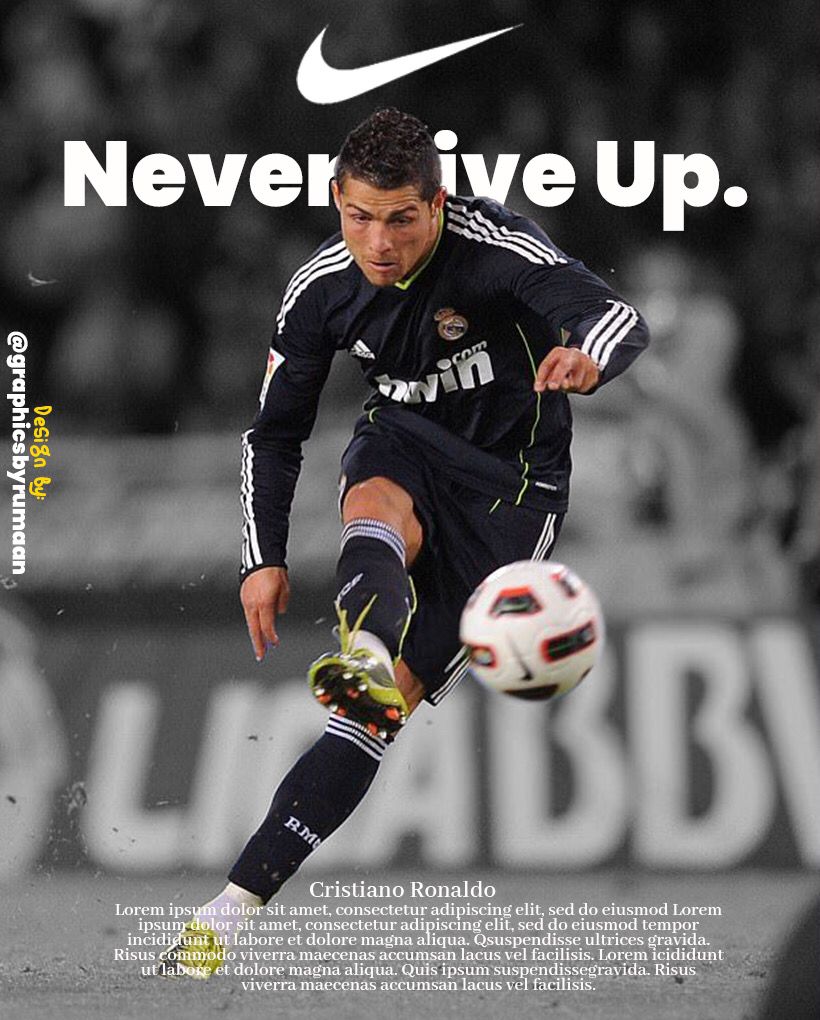 Never ive Up.
bwin
.com
adidas
Design by:
@graphicsbyrumaan
LIGABBV
RMCF
Cristiano Ronaldo
Lorem ipsum dolor sit amet, consectetur adipiscing elit, sed do eiusmod Lorem
ipsum dolor sit amet, consectetur adipiscing elit, sed do eiusmod tempor
incididunt ut labore et dolore magna aliqua. Qsuspendisse ultrices gravida.
Risus commodo viverra maecenas accumsan lacus vel facilisis. Lorem icididunt
ut labore et dolore magna aliqua. Quis ipsum suspendissegravida. Risus
viverra maecenas accumsan lacus vel facilisis.